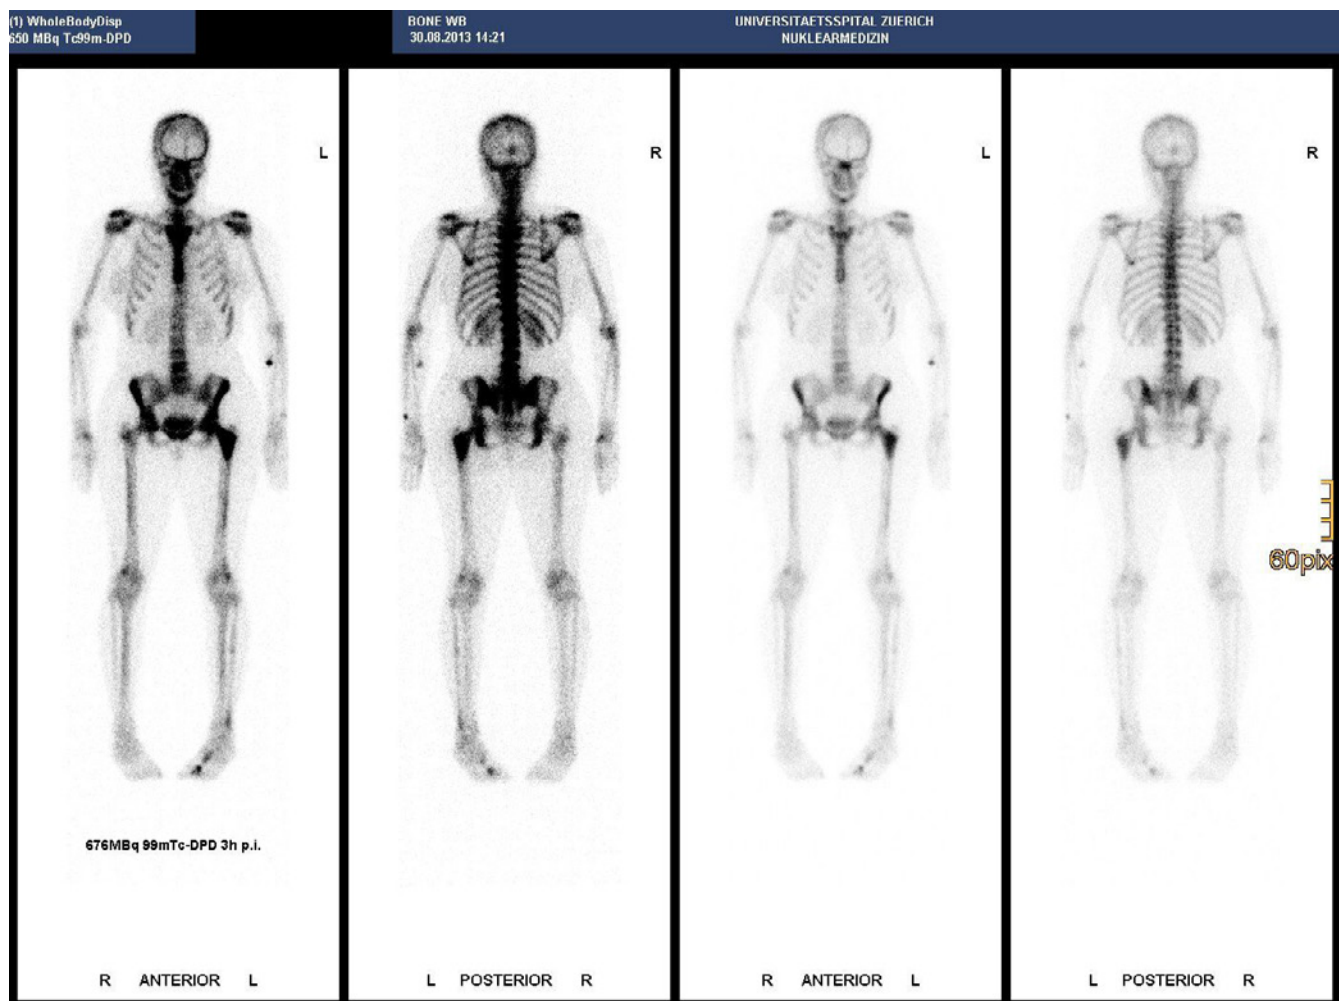 (1) WholeBodyDisp
650 MBq Tc99m-DPD
BONE WB
30.08.2013 14:21
UNIVERSITAETSSPITAL ZUERICH
NUKLEARMEDIZIN
L
R
L
R
60pix
676MBq 99mTc-DPD 3h p.i.
R ANTERIOR L
L POSTERIOR R
R ANTERIOR L
L POSTERIOR R